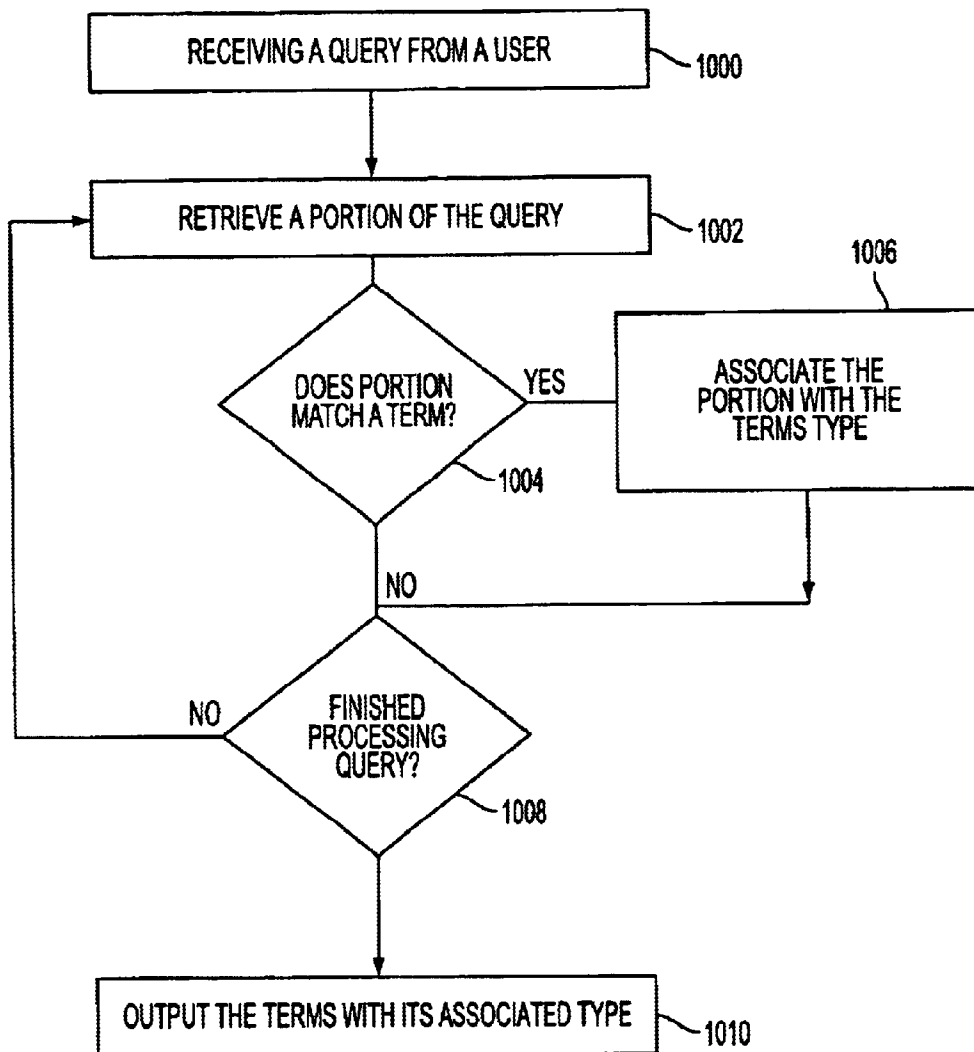 RECEIVING A QUERY FROM A USER
1000
RETRIEVE A PORTION OF THE QUERY
1002
1006
DOES PORTION
MATCH A TERM?
YES
ASSOCIATE THE
PORTION WITH THE
TERMS TYPE
1004
NO
FINISHED
PROCESSING
QUERY?
NO
1008
OUTPUT THE TERMS WITH ITS ASSOCIATED TYPE
1010